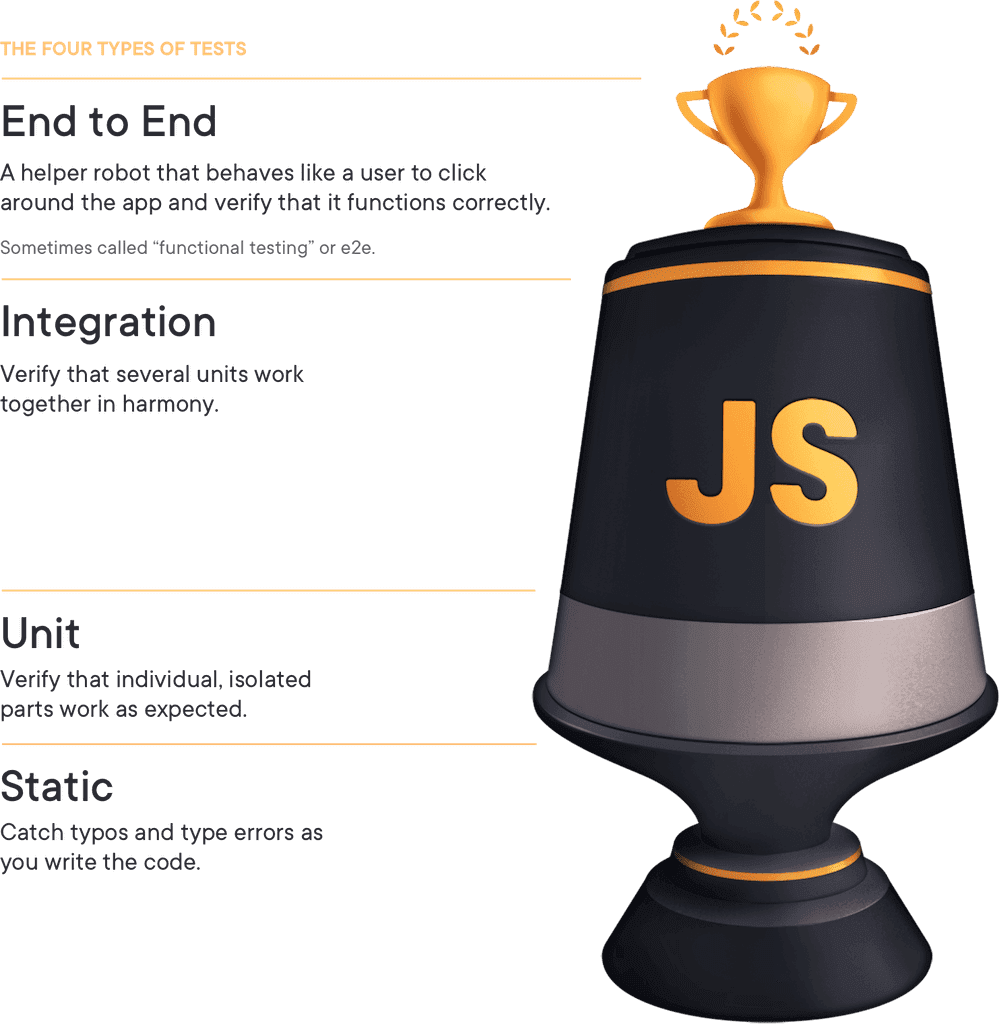 THE FOUR TYPES OF TESTS
End to End
A helper robot that behaves like a user to click
around the app and verify that it functions correctly.
Sometimes called “functional testing” or e2e.
Integration
Verify that several units work
together in harmony.
JS
Unit
Verify that individual, isolated
parts work as expected.
Static
Catch typos and type errors as
you write the code.